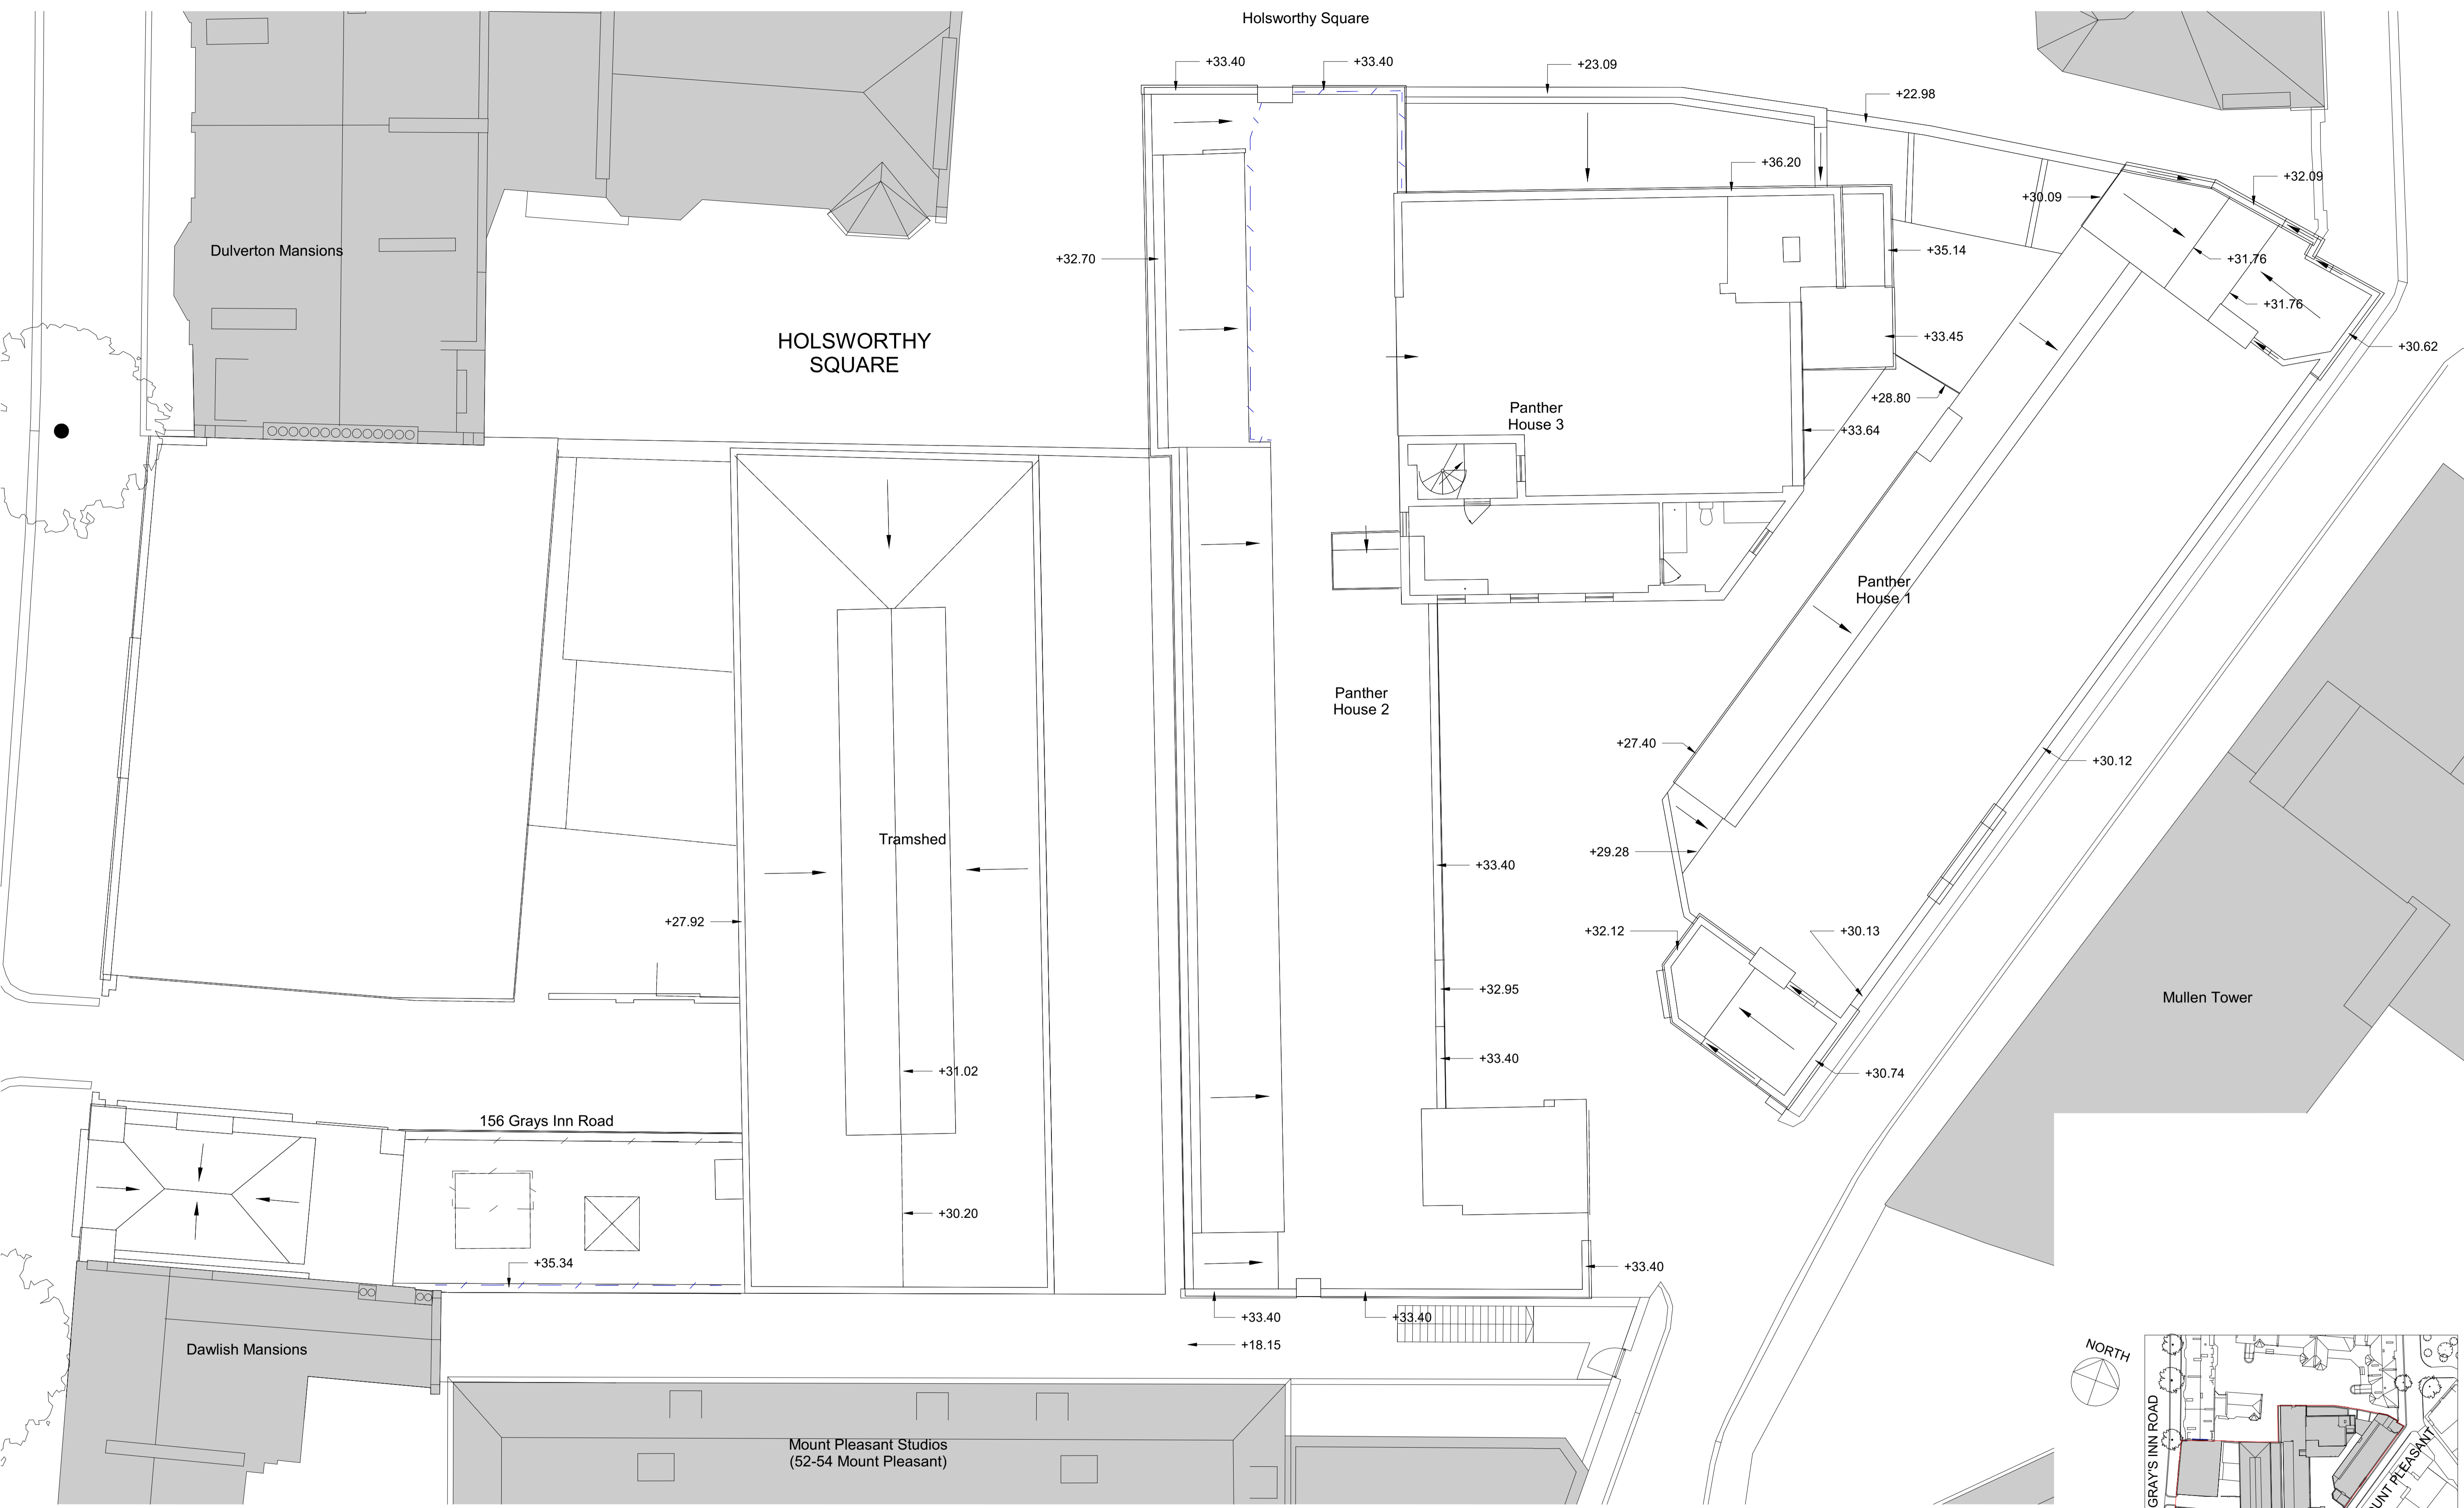 Holsworthy Square
+33.40
+33.40
+23.09
+22.98
+36.20
+32.09
+30.09
Dulverton Mansions
+35.14
+32.70
+31.76
+31.76
HOLSWORTHY
SQUARE
+33.45
+30.62
+28.80
Panther
House 3
+33.64
Panther
House 1
Panther
House 2
+27.40
+30.12
Tramshed
+29.28
+33.40
+27.92
+32.12
+30.13
+32.95
Mullen Tower
+33.40
+31.02
+30.74
156 Grays Inn Road
+30.20
+35.34
+33.40
+33.40
+33.40
+18.15
Dawlish Mansions
NORTH
Mount Pleasant Studios
(52-54 Mount Pleasant)
GRAY'S INN ROAD
PLEASANT